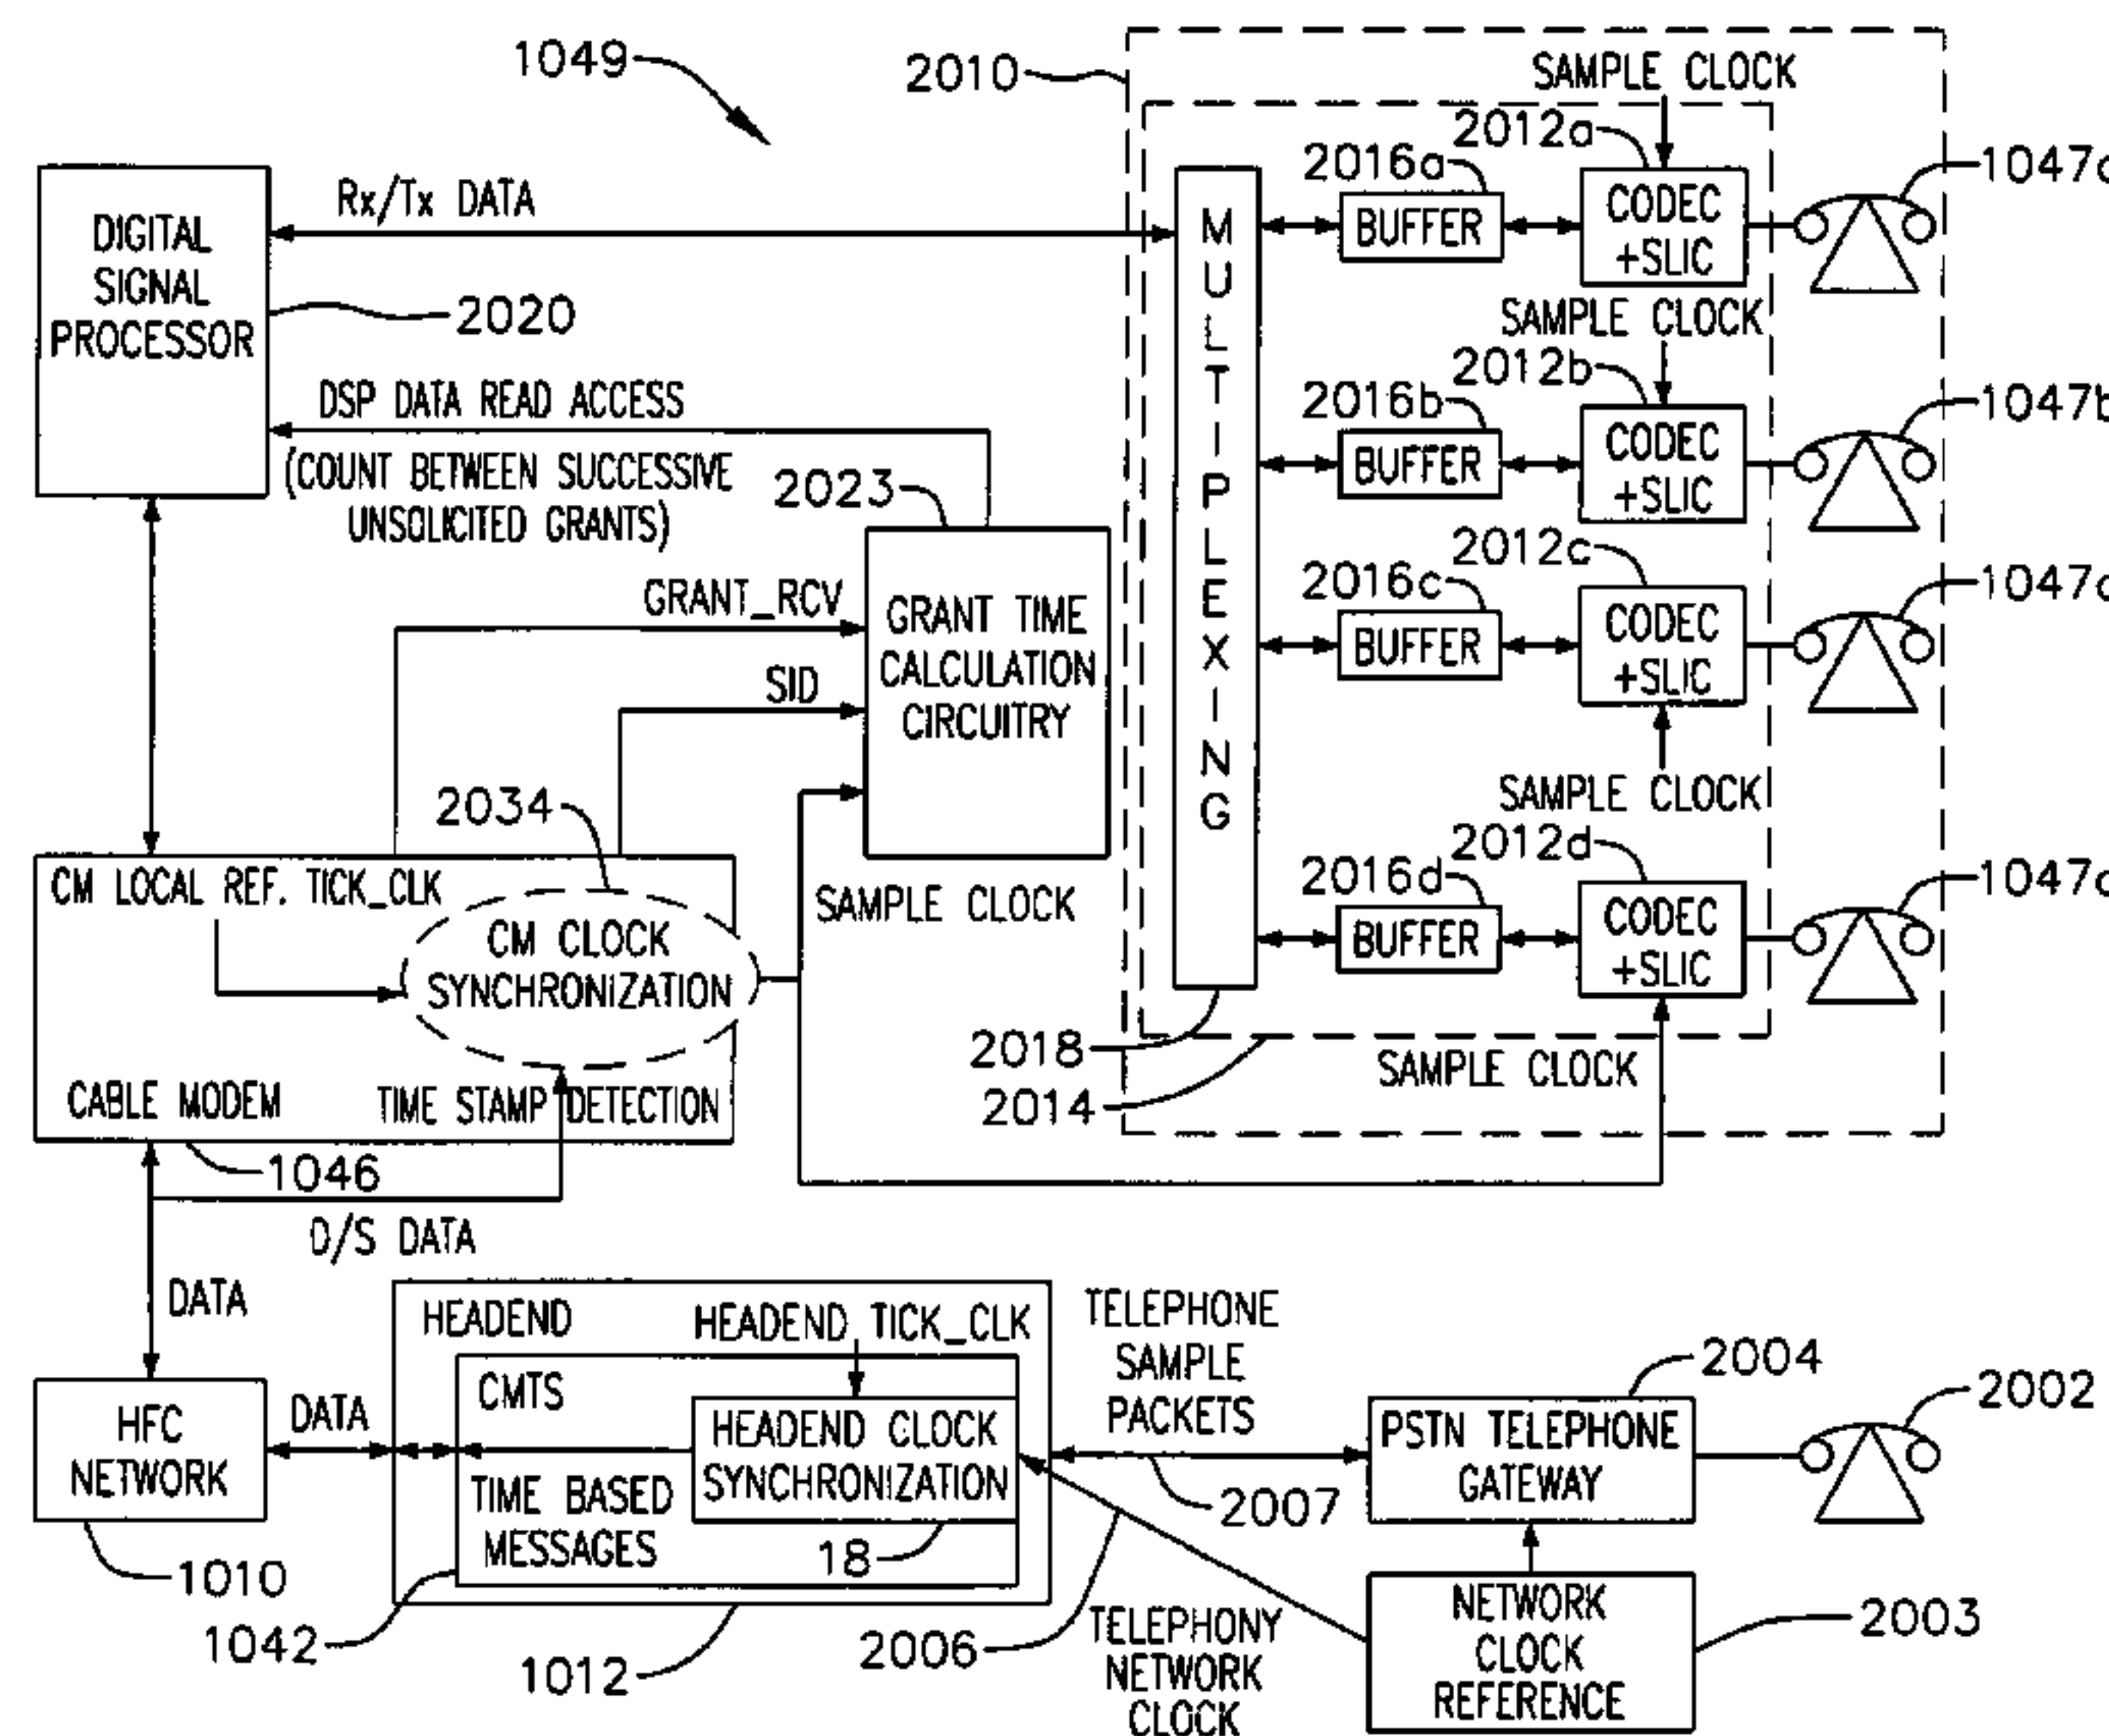 1049
2010
SAMPLE CLOCK
2012a
2016a
1047
DIGITAL
SIGNAL
PROCESSOR
Rx/Tx DATA
2020
MULTIPLEXING
BUFFER
CODEC
+SLIC
SAMPLE CLOCK
2012b
2016b
1047b
DSP DATA READ ACCESS
(COUNT BETWEEN SUCCESSIVE
UNSOLICITED GRANTS)
2023
BUFFER
CODEC
+SLIC
2012c
2016c
1047
GRANT_RCV
SID
GRANT TIME
CALCULATION
CIRCUITRY
BUFFER
CODEC
+SLIC
SAMPLE CLOCK
2012d
2016d
1047
2034
CM LOCAL REF. TICK_CLK
CM CLOCK
SYNCHRONIZATION
SAMPLE CLOCK
BUFFER
CODEC
+SLIC
2018
2014
SAMPLE CLOCK
CABLE MODEM
TIME STAMP DETECTION
1046
D/S DATA
DATA
HEADEND
HEADEND TICK_CLK
TELEPHONE
SAMPLE
PACKETS
2004
2002
HFC
NETWORK
DATA
CMTS
HEADEND CLOCK
SYNCHRONIZATION
TIME BASED
MESSAGES
18
2007
PSTN TELEPHONE
GATEWAY
1010
1042
1012
2006
TELEPHONY
NETWORK
CLOCK
NETWORK
CLOCK
REFERENCE
2003